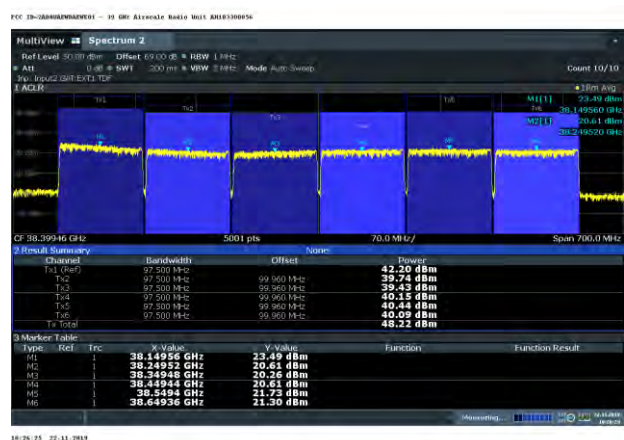 39 GHz Airscale Radio Unit
MultiView Spectrum 2
Ref Level 50.00 dBm Offset 69.00 dB RBW 1 MHz
Att 0 dB SWT 200 ms VBW 2 MHz Mode Auto Sweep Count 10/10
1 ACLR 1Rm Avg
Tx1 Tx2 Tx3 Tx5 Tx6
M1[1] 23.49 dBm
38.149560 GHz
M2[1] 20.61 dBm
38.249520 GHz
CF 38.39946 GHz 5001 pts 70.0 MHz/ Span 700.0 MHz
2 Result Summary None
Channel Bandwidth Offset Power
Tx1 (Ref) 97.500 MHz 42.20 dBm
Tx2 97.500 MHz 99.960 MHz 39.74 dBm
Tx3 97.500 MHz 99.960 MHz 39.43 dBm
Tx4 97.500 MHz 99.960 MHz 40.15 dBm
Tx5 97.500 MHz 99.960 MHz 40.44 dBm
Tx6 97.500 MHz 99.960 MHz 40.09 dBm
Tx Total 48.22 dBm
3 Marker Table
Type Ref Trc X-Value Y-Value Function Function Result
M1 1 38.14956 GHz 23.49 dBm
M2 1 38.24952 GHz 20.61 dBm
M3 1 38.34948 GHz 20.26 dBm
M4 1 38.44944 GHz 20.61 dBm
M5 1 38.5494 GHz 21.73 dBm
M6 1 38.64936 GHz 21.30 dBm
Measuring...
10:26:25 22.11.2019